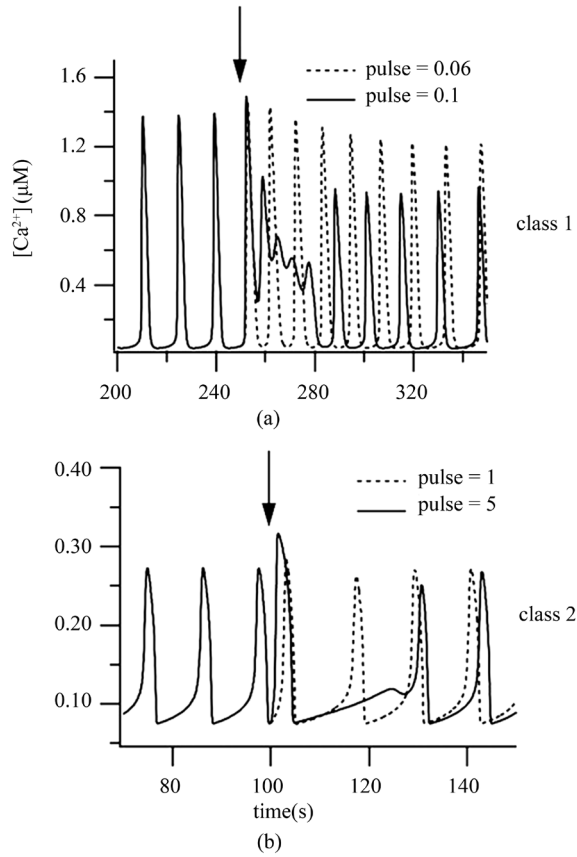 pulse = 0.06
pulse = 0.1
1.6
1.2
0.8
0.4
[Ca²⁺] (μM)
class 1
200 240 280 320
(a)
pulse = 1
pulse = 5
0.40
0.30
0.20
0.10
class 2
80 100 120 140
time(s)
(b)